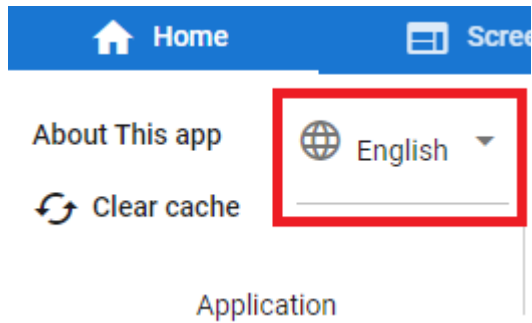 Home
About This app
English
Clear cache
Application